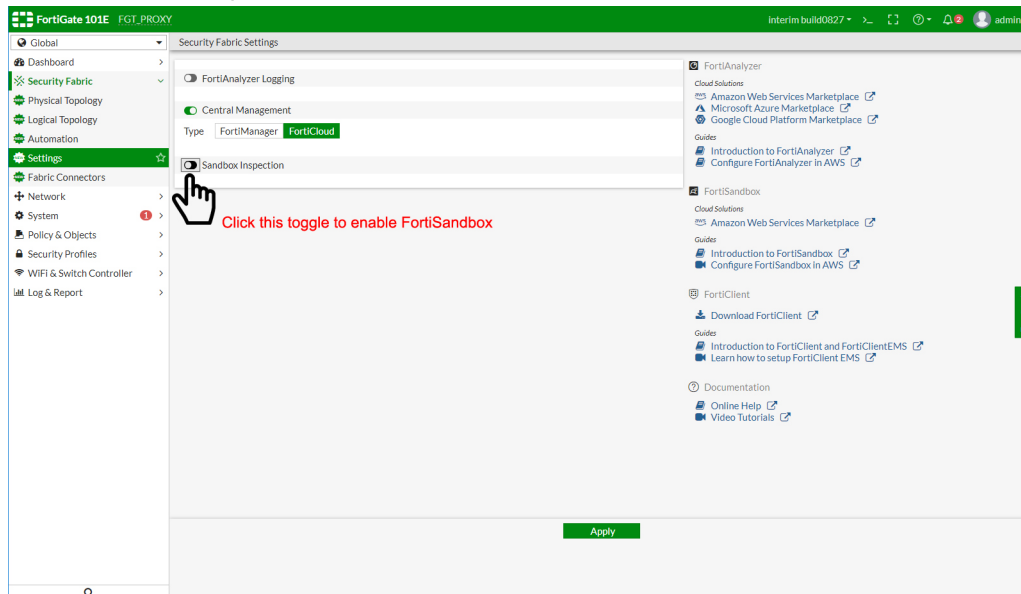 FortiGate 101E FGT_PROXY
interim build0827 >_ 2 admin
Global
Dashboard
Security Fabric
Physical Topology
Logical Topology
Automation
Settings
Fabric Connectors
Network
System 1
Policy & Objects
Security Profiles
WiFi & Switch Controller
Log & Report
Security Fabric Settings
FortiAnalyzer Logging
Central Management
Type FortiManager FortiCloud
Sandbox Inspection
Click this toggle to enable FortiSandbox
FortiAnalyzer
Cloud Solutions
Amazon Web Services Marketplace
Microsoft Azure Marketplace
Google Cloud Platform Marketplace
Guides
Introduction to FortiAnalyzer
Configure FortiAnalyzer in AWS
FortiSandbox
Cloud Solutions
Amazon Web Services Marketplace
Guides
Introduction to FortiSandbox
Configure FortiSandbox in AWS
FortiClient
Download FortiClient
Guides
Introduction to FortiClient and FortiClientEMS
Learn how to setup FortiClient EMS
Documentation
Online Help
Video Tutorials
Apply